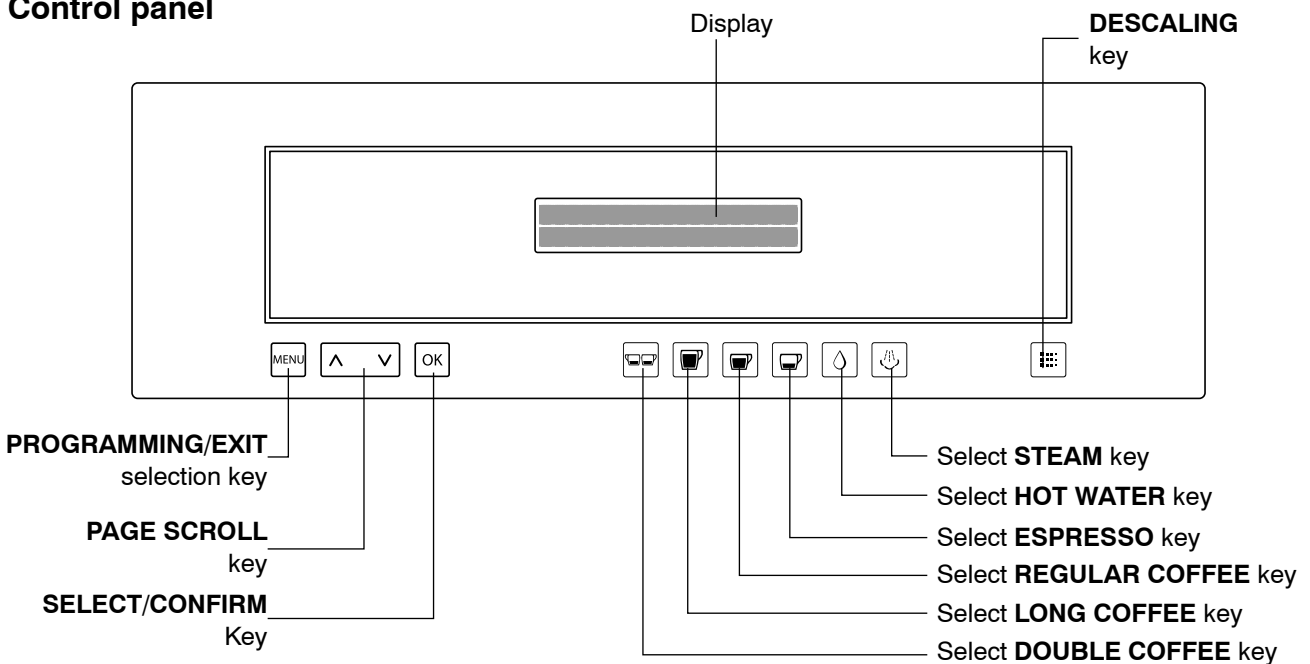 Control panel
Display
DESCALING
key
MENU
OK
PROGRAMMING/EXIT
selection key
PAGE SCROLL
key
SELECT/CONFIRM
Key
Select STEAM key
Select HOT WATER key
Select ESPRESSO key
Select REGULAR COFFEE key
Select LONG COFFEE key
Select DOUBLE COFFEE key